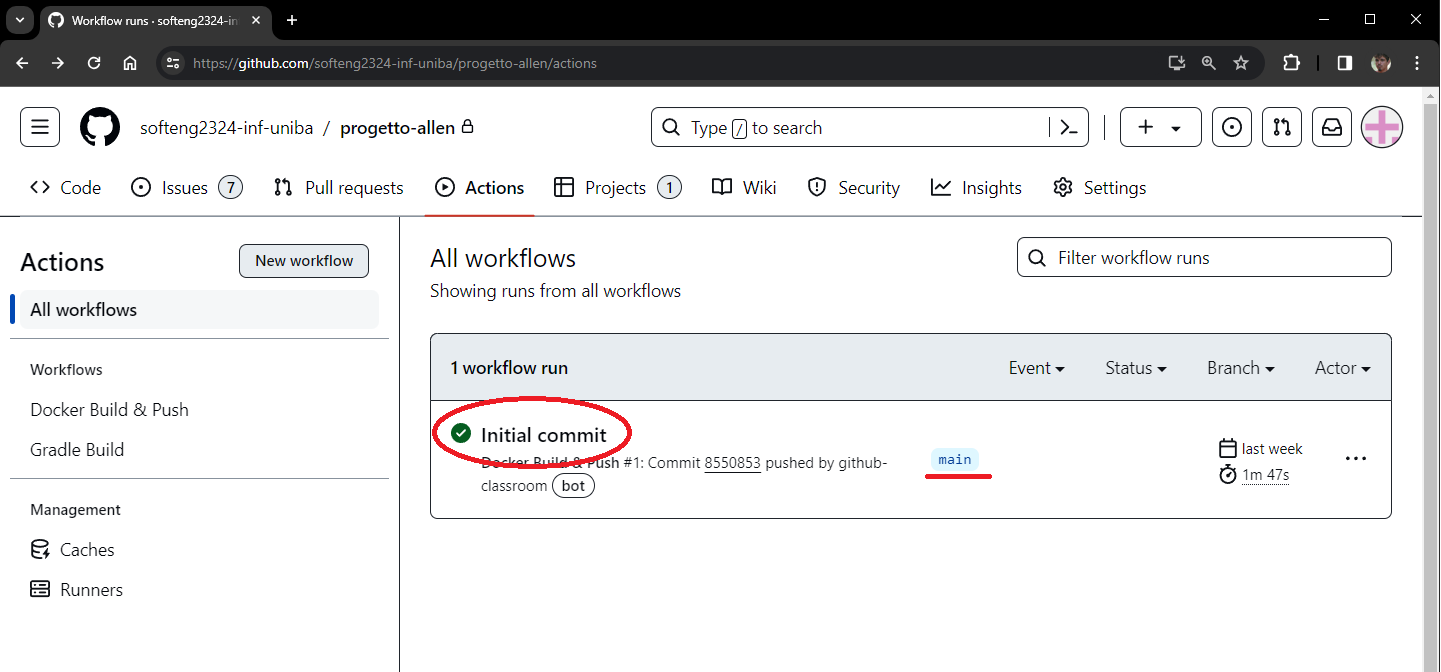 Workflow runs · softeng2324-in
https://github.com/softeng2324-inf-uniba/progetto-allen/actions
softeng2324-inf-uniba / progetto-allen
Type / to search
Code
Issues 7
Pull requests
Actions
Projects 1
Wiki
Security
Insights
Settings
Actions
New workflow
All workflows
Workflows
Docker Build & Push
Gradle Build
Management
Caches
Runners
All workflows
Showing runs from all workflows
Filter workflow runs
1 workflow run
Event
Status
Branch
Actor
Initial commit
Docker Build & Push #1: Commit 8550853 pushed by github-
classroom bot
main
last week
1m 47s